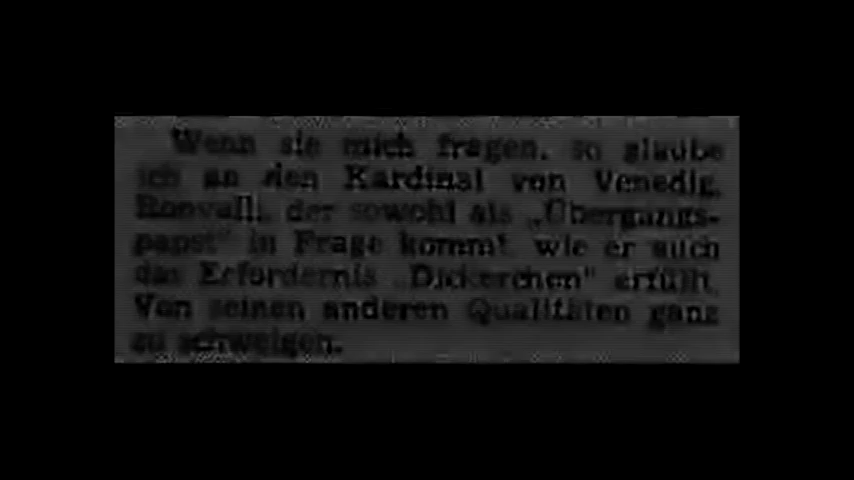 Wenn sie mich fragen, so glaube
ich an den Kardinal von Venedig,
Ronvalli, der sowohl als „Übergangs-
papst" in Frage kommt, wie er auch
das Erfordernis „Dickerchen" erfüllt.
Von seinen anderen Qualitäten ganz
zu schweigen.